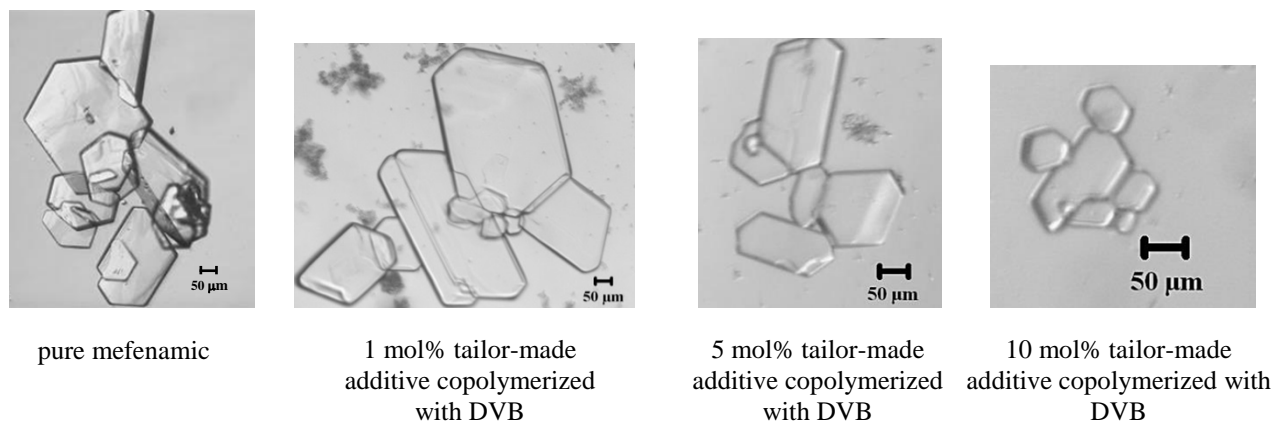 50 μm
50 μm
50 μm
50 μm
pure mefenamic
1 mol% tailor-made
additive copolymerized
with DVB
5 mol% tailor-made
additive copolymerized
with DVB
10 mol% tailor-made
additive copolymerized with
DVB